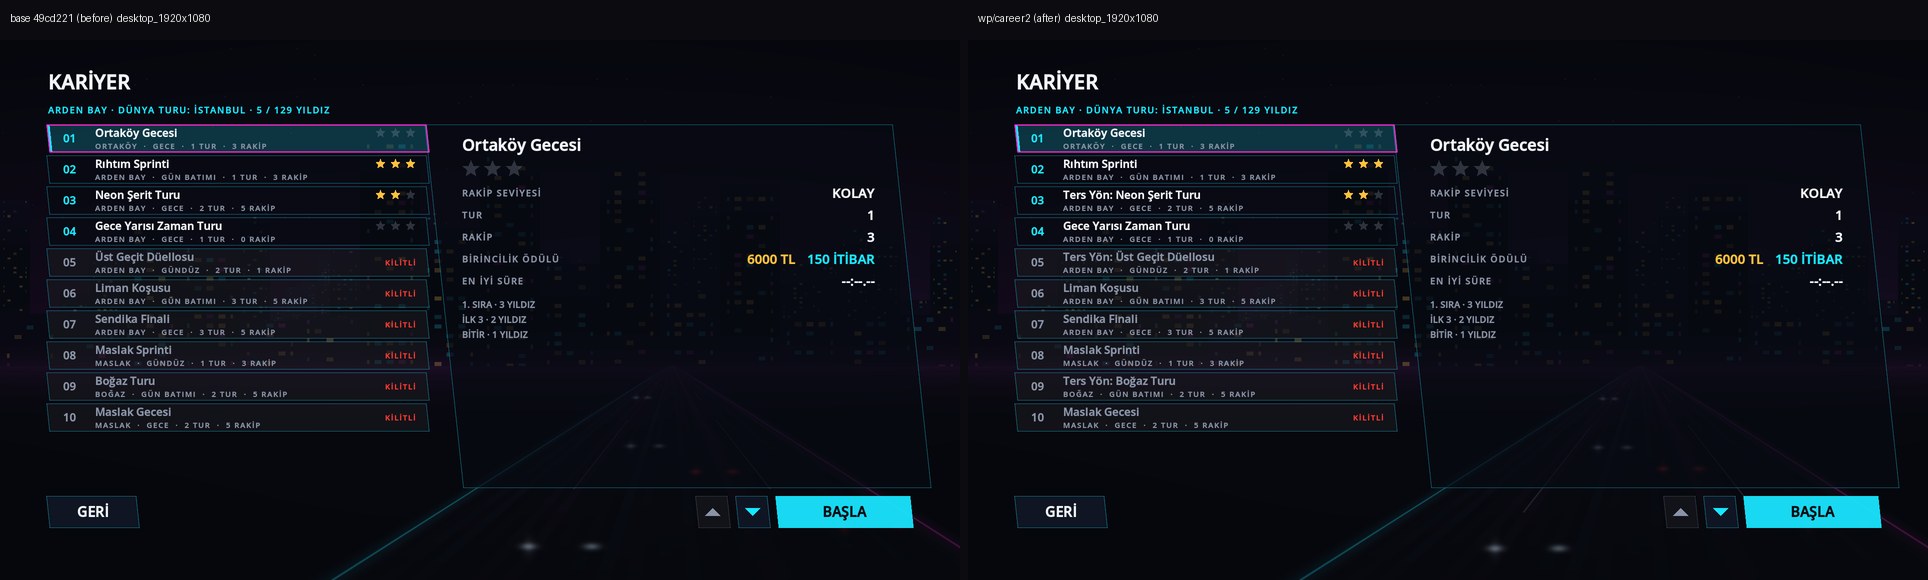 base 49cd221 (before) desktop_1920x1080
KARİYER
ARDEN BAY · DÜNYA TURU: İSTANBUL · 5 / 129 YILDIZ
01 Ortaköy Gecesi
ORTAKÖY · GECE · 1 TUR · 3 RAKİP
02 Rıhtım Sprinti
ARDEN BAY · GÜN BATIMI · 1 TUR · 3 RAKİP
03 Neon Şerit Turu
ARDEN BAY · GECE · 2 TUR · 5 RAKİP
04 Gece Yarısı Zaman Turu
ARDEN BAY · GECE · 1 TUR · 0 RAKİP
05 Üst Geçit Düellosu KİLİTLİ
ARDEN BAY · GÜNDÜZ · 2 TUR · 1 RAKİP
06 Liman Koşusu KİLİTLİ
ARDEN BAY · GÜN BATIMI · 3 TUR · 5 RAKİP
07 Sendika Finali KİLİTLİ
ARDEN BAY · GECE · 3 TUR · 5 RAKİP
08 Maslak Sprinti KİLİTLİ
MASLAK · GÜNDÜZ · 1 TUR · 3 RAKİP
09 Boğaz Turu KİLİTLİ
BOĞAZ · GÜN BATIMI · 2 TUR · 5 RAKİP
10 Maslak Gecesi KİLİTLİ
MASLAK · GECE · 2 TUR · 5 RAKİP
Ortaköy Gecesi
RAKİP SEVİYESİ KOLAY
TUR 1
RAKİP 3
BİRİNCİLİK ÖDÜLÜ 6000 TL 150 İTİBAR
EN İYİ SÜRE --:--.--
1. SIRA · 3 YILDIZ
İLK 3 · 2 YILDIZ
BİTİR · 1 YILDIZ
GERİ
BAŞLA
wp/career2 (after) desktop_1920x1080
KARİYER
ARDEN BAY · DÜNYA TURU: İSTANBUL · 5 / 129 YILDIZ
01 Ortaköy Gecesi
ORTAKÖY · GECE · 1 TUR · 3 RAKİP
02 Rıhtım Sprinti
ARDEN BAY · GÜN BATIMI · 1 TUR · 3 RAKİP
03 Ters Yön: Neon Şerit Turu
ARDEN BAY · GECE · 2 TUR · 5 RAKİP
04 Gece Yarısı Zaman Turu
ARDEN BAY · GECE · 1 TUR · 0 RAKİP
05 Ters Yön: Üst Geçit Düellosu KİLİTLİ
ARDEN BAY · GÜNDÜZ · 2 TUR · 1 RAKİP
06 Liman Koşusu KİLİTLİ
ARDEN BAY · GÜN BATIMI · 3 TUR · 5 RAKİP
07 Sendika Finali KİLİTLİ
ARDEN BAY · GECE · 3 TUR · 5 RAKİP
08 Maslak Sprinti KİLİTLİ
MASLAK · GÜNDÜZ · 1 TUR · 3 RAKİP
09 Ters Yön: Boğaz Turu KİLİTLİ
BOĞAZ · GÜN BATIMI · 2 TUR · 5 RAKİP
10 Maslak Gecesi KİLİTLİ
MASLAK · GECE · 2 TUR · 5 RAKİP
Ortaköy Gecesi
RAKİP SEVİYESİ KOLAY
TUR 1
RAKİP 3
BİRİNCİLİK ÖDÜLÜ 6000 TL 150 İTİBAR
EN İYİ SÜRE --:--.--
1. SIRA · 3 YILDIZ
İLK 3 · 2 YILDIZ
BİTİR · 1 YILDIZ
GERİ
BAŞLA